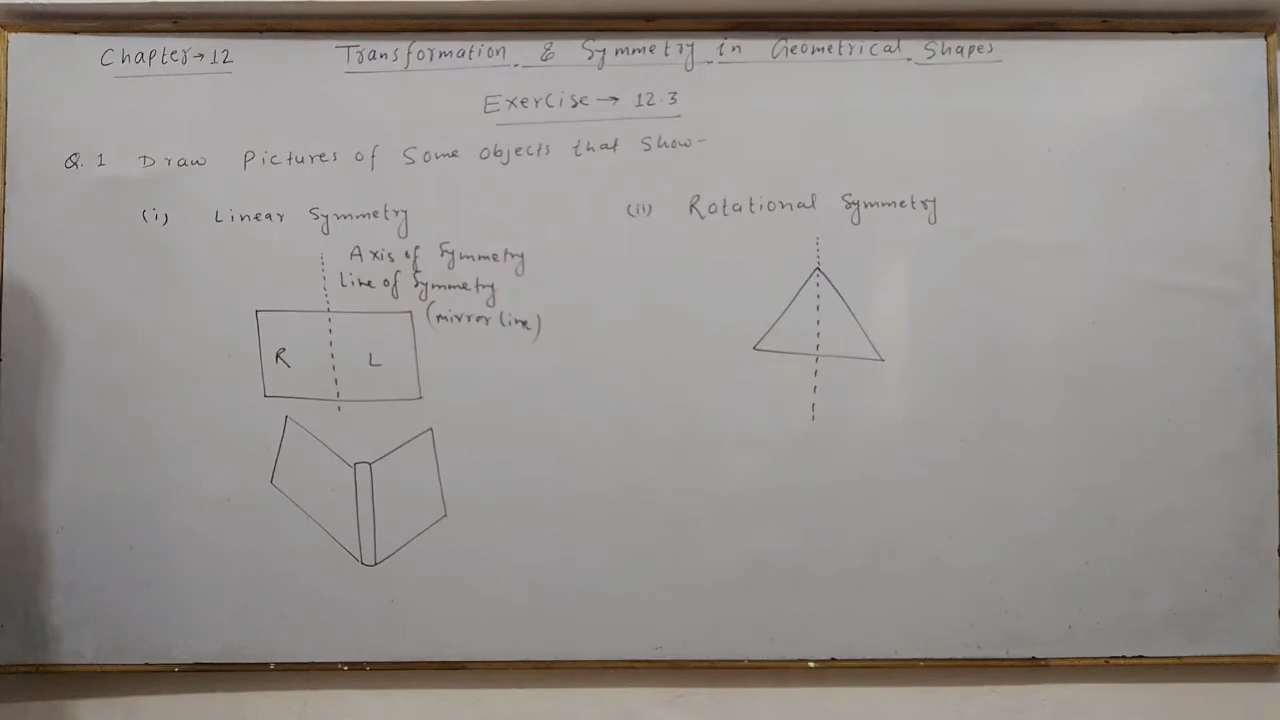 Chapter→12 Transformation & Symmetry in Geometrical Shapes
Exercise→ 12.3
Q.1 Draw Pictures of Some Objects that Show-
(i) Linear Symmetry
(ii) Rotational Symmetry
Axis of Symmetry
Line of Symmetry
(mirror line)
R L